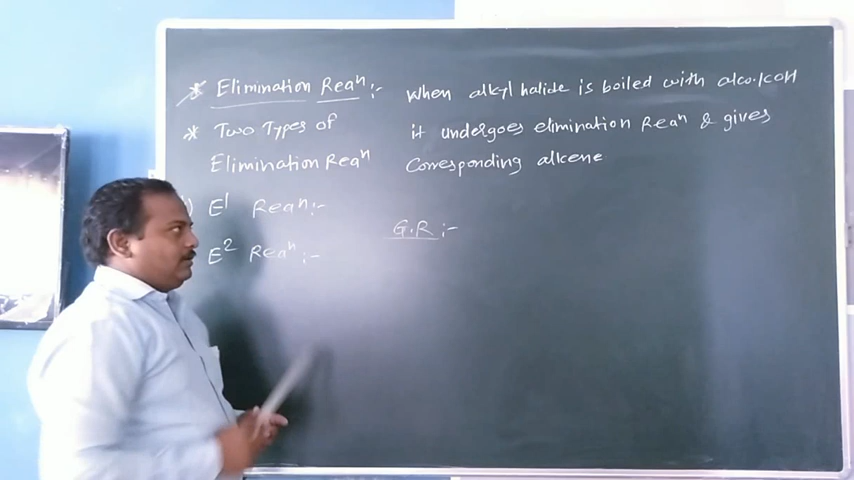 * Elimination Reaⁿ :-
* Two Types of
Elimination Reaⁿ
) E¹ Reaⁿ :-
E² Reaⁿ :-
When alkyl halide is boiled with alco./KOH
it undergoes elimination Reaⁿ & gives
Corresponding alkene
G.R :-